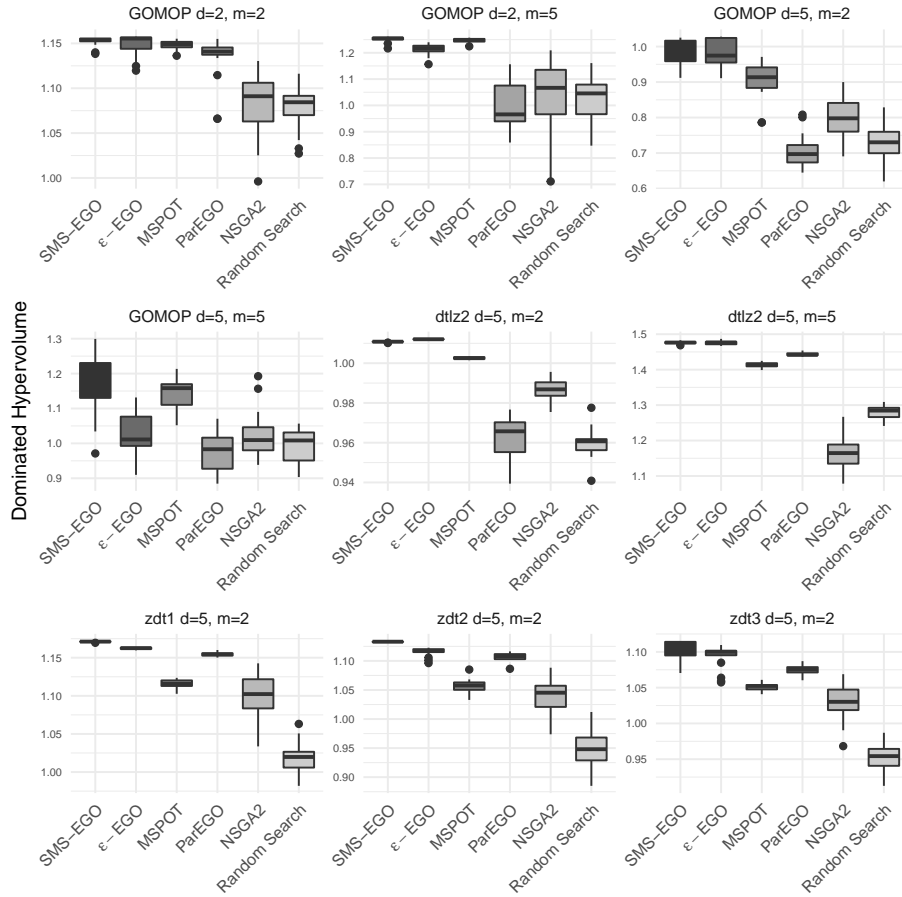 GOMOP d=2, m=2
GOMOP d=2, m=5
GOMOP d=5, m=2
1.15
1.10
1.05
1.00
1.2
1.1
1.0
0.9
0.8
0.7
1.0
0.9
0.8
0.7
0.6
SMS−EGO
ε− EGO
MSPOT
ParEGO
NSGA2
Random Search
SMS−EGO
ε− EGO
MSPOT
ParEGO
NSGA2
Random Search
SMS−EGO
ε− EGO
MSPOT
ParEGO
NSGA2
Random Search
Dominated Hypervolume
GOMOP d=5, m=5
dtlz2 d=5, m=2
dtlz2 d=5, m=5
1.3
1.2
1.1
1.0
0.9
1.00
0.98
0.96
0.94
1.5
1.4
1.3
1.2
1.1
SMS−EGO
ε− EGO
MSPOT
ParEGO
NSGA2
Random Search
SMS−EGO
ε− EGO
MSPOT
ParEGO
NSGA2
Random Search
SMS−EGO
ε− EGO
MSPOT
ParEGO
NSGA2
Random Search
zdt1 d=5, m=2
zdt2 d=5, m=2
zdt3 d=5, m=2
1.15
1.10
1.05
1.00
1.10
1.05
1.00
0.95
0.90
1.10
1.05
1.00
0.95
SMS−EGO
ε− EGO
MSPOT
ParEGO
NSGA2
Random Search
SMS−EGO
ε− EGO
MSPOT
ParEGO
NSGA2
Random Search
SMS−EGO
ε− EGO
MSPOT
ParEGO
NSGA2
Random Search